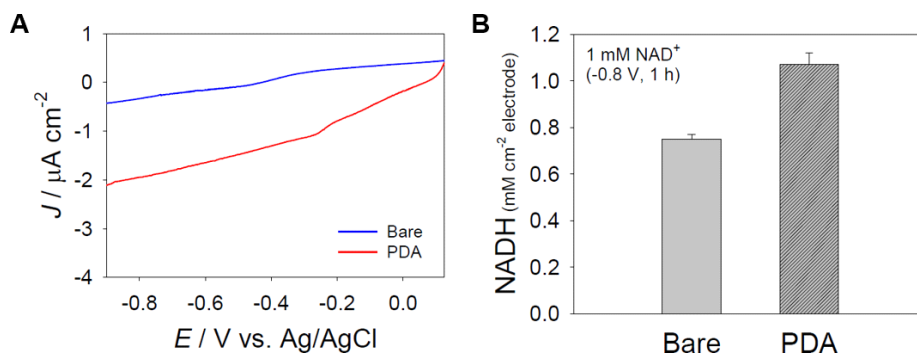 A
J / μA cm⁻²
1
0
-1
-2
-3
-4
Bare
PDA
-0.8 -0.6 -0.4 -0.2 0.0
E / V vs. Ag/AgCl
B
NADH (mM cm⁻² electrode)
1.2
1.0
0.8
0.6
0.4
0.2
0.0
1 mM NAD⁺
(-0.8 V, 1 h)
Bare PDA